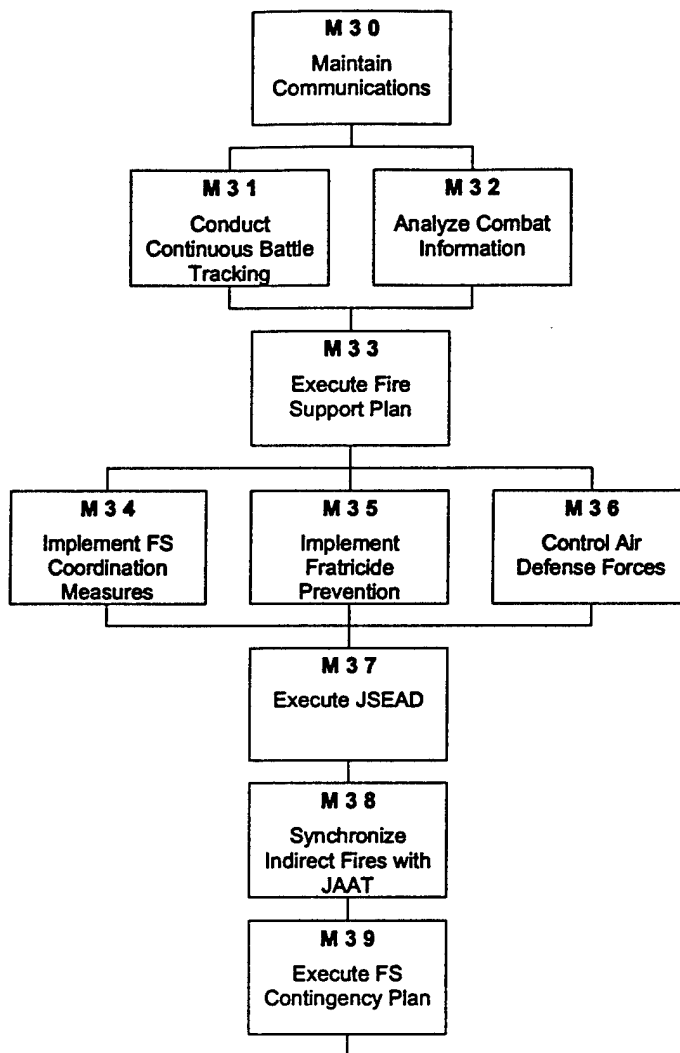 M 3 0
Maintain
Communications
M 3 1
Conduct
Continuous Battle
Tracking
M 3 2
Analyze Combat
Information
M 3 3
Execute Fire
Support Plan
M 3 4
Implement FS
Coordination
Measures
M 3 5
Implement
Fratricide
Prevention
M 3 6
Control Air
Defense Forces
M 3 7
Execute JSEAD
M 3 8
Synchronize
Indirect Fires with
JAAT
M 3 9
Execute FS
Contingency Plan